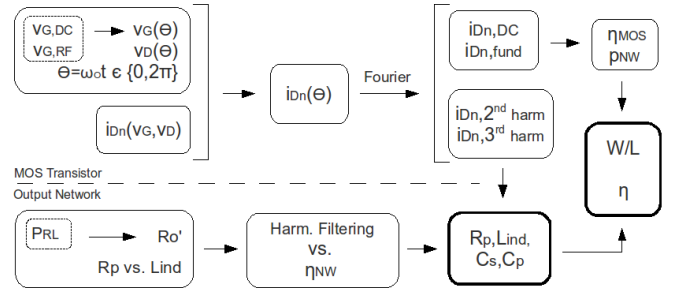 vG,DC → vG(Θ)
vG,RF vD(Θ)
Θ=ωot є {0,2π}
iDn(vG,vD)
iDn(Θ)
Fourier
iDn,DC
iDn,fund
iDn,2nd harm
iDn,3rd harm
ηMOS
pNW
W/L
η
MOS Transistor
Output Network
PRL → Ro'
Rp vs. Lind
Harm. Filtering
vs.
ηNW
Rp,Lind,
Cs,Cp